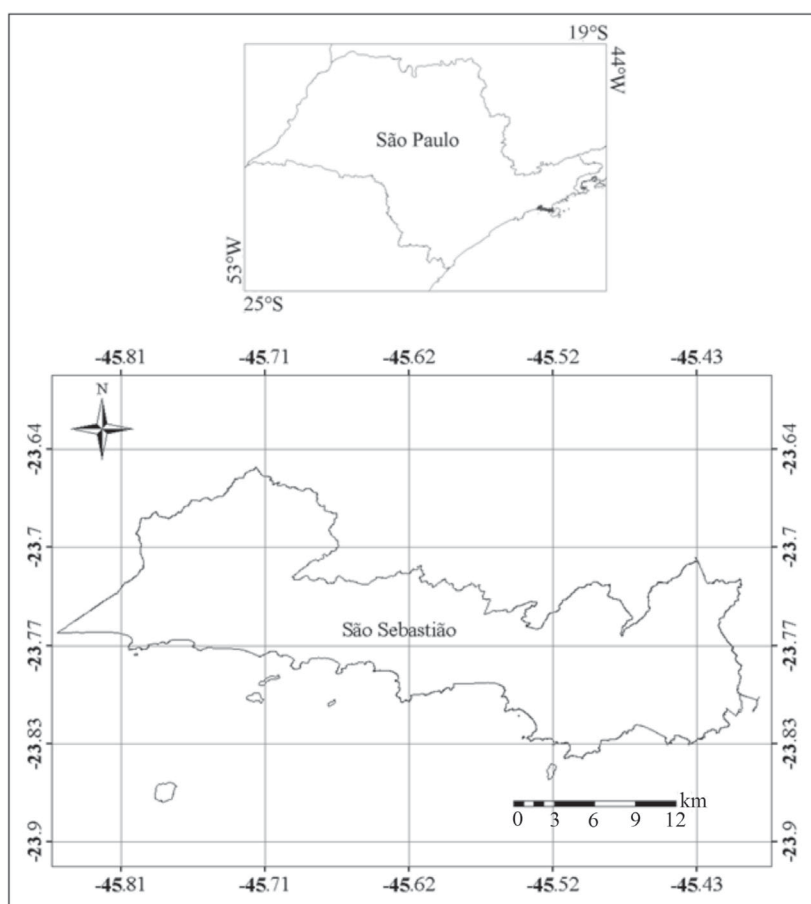 19°S
44°W
São Paulo
53°W
25°S
-45.81 -45.71 -45.62 -45.52 -45.43
N
-23.64 -23.64
-23.7 -23.7
São Sebastião
-23.77 -23.77
-23.83 -23.83
km
0 3 6 9 12
-23.9 -23.9
-45.81 -45.71 -45.62 -45.52 -45.43